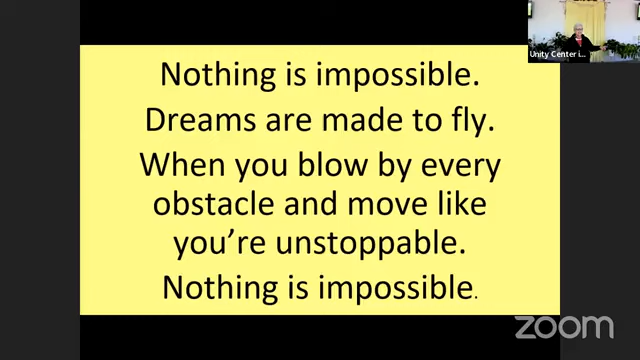 Unity Center i...
Nothing is impossible.
Dreams are made to fly.
When you blow by every
obstacle and move like
you're unstoppable.
Nothing is impossible.
zoom